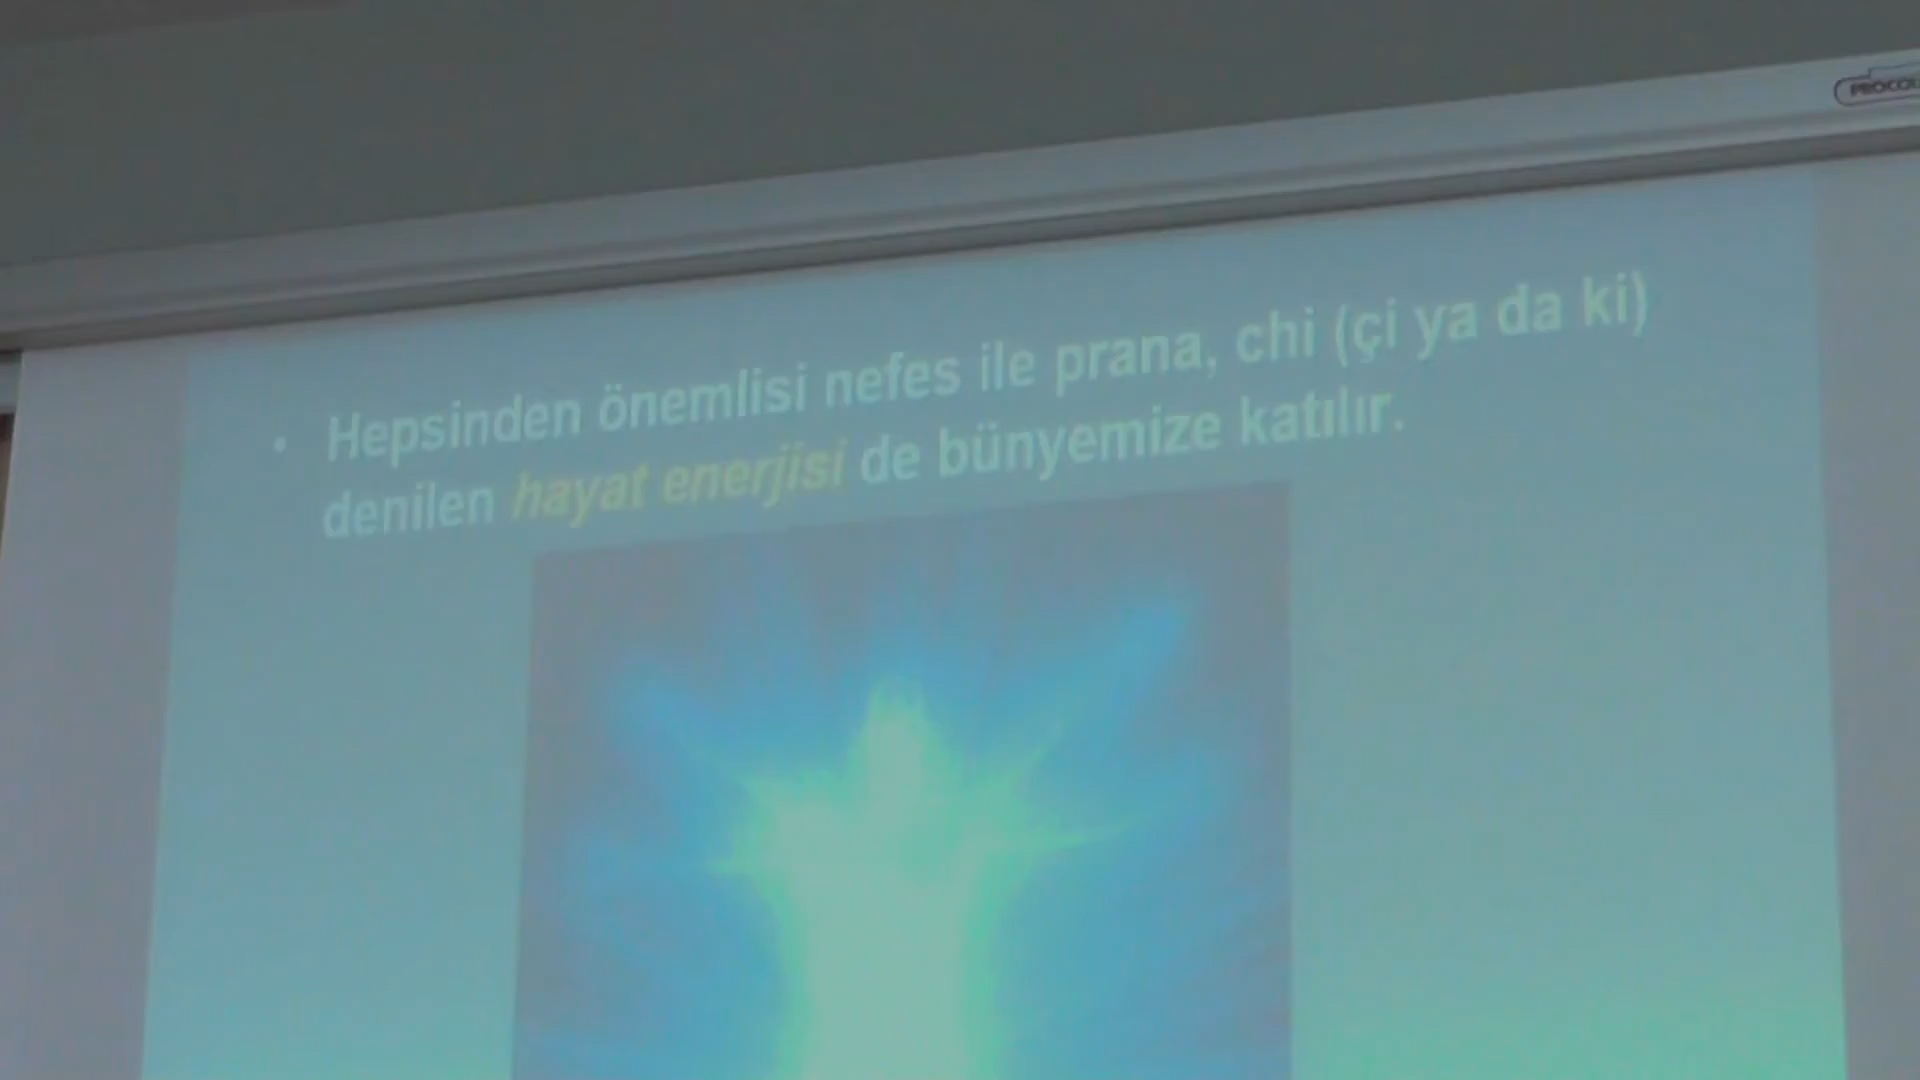 • Hepsinden önemlisi nefes ile prana, chi (çi ya da ki)
denilen hayat enerjisi de bünyemize katılır.